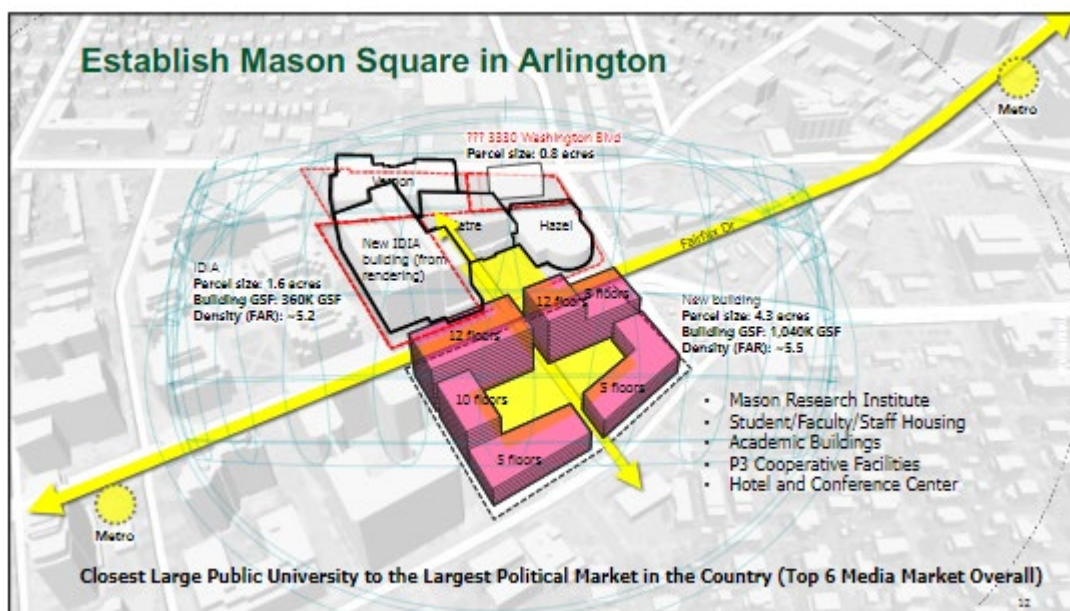 Establish Mason Square in Arlington
Metro
??? 3330 Washington Blvd
Parcel size: 0.8 acres
Vernon
Hazel
New IDIA
building (from
rendering)
Fairfax Dr
IDIA
Parcel size: 1.6 acres
Building GSF: 360K GSF
Density (FAR): ~5.2
12 floors
12 floors
5 floors
New building
Parcel size: 4.3 acres
Building GSF: 1,040K GSF
Density (FAR): ~5.5
10 floors
5 floors
5 floors
• Mason Research Institute
• Student/Faculty/Staff Housing
• Academic Buildings
• P3 Cooperative Facilities
• Hotel and Conference Center
Metro
Closest Large Public University to the Largest Political Market in the Country (Top 6 Media Market Overall)